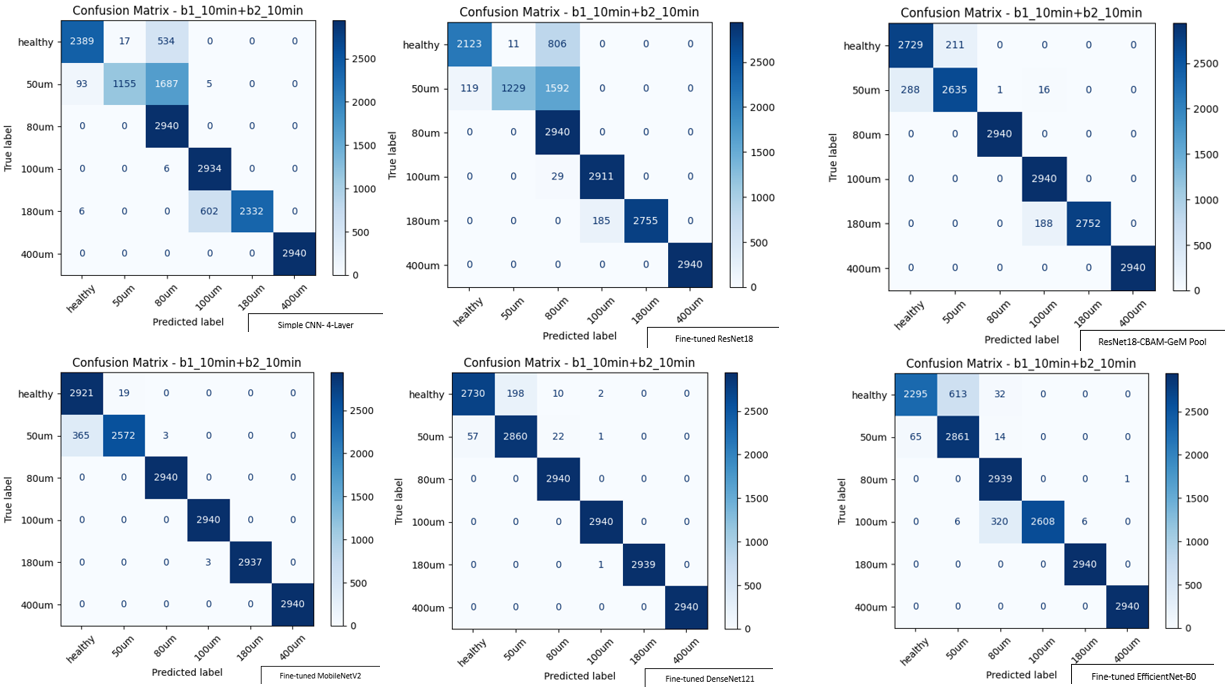 Confusion Matrix - b1_10min+b2_10min
True label
healthy 2389 17 534 0 0 0
50um 93 1155 1687 5 0 0
80um 0 0 2940 0 0 0
100um 0 0 6 2934 0 0
180um 6 0 0 602 2332 0
400um 0 0 0 0 0 2940
healthy 50um 80um 100um 180um 400um
Predicted label
2500
2000
1500
1000
500
0
Simple CNN- 4-Layer
Confusion Matrix - b1_10min+b2_10min
True label
healthy 2123 11 806 0 0 0
50um 119 1229 1592 0 0 0
80um 0 0 2940 0 0 0
100um 0 0 29 2911 0 0
180um 0 0 0 185 2755 0
400um 0 0 0 0 0 2940
healthy 50um 80um 100um 180um 400um
Predicted label
2500
2000
1500
1000
500
0
Fine-tuned ResNet18
Confusion Matrix - b1_10min+b2_10min
True label
healthy 2729 211 0 0 0 0
50um 288 2635 1 16 0 0
80um 0 0 2940 0 0 0
100um 0 0 0 2940 0 0
180um 0 0 0 188 2752 0
400um 0 0 0 0 0 2940
healthy 50um 80um 100um 180um 400um
Predicted label
2500
2000
1500
1000
500
0
ResNet18-CBAM-GeM Pool
Confusion Matrix - b1_10min+b2_10min
True label
healthy 2921 19 0 0 0 0
50um 365 2572 3 0 0 0
80um 0 0 2940 0 0 0
100um 0 0 0 2940 0 0
180um 0 0 0 3 2937 0
400um 0 0 0 0 0 2940
healthy 50um 80um 100um 180um 400um
Predicted label
2500
2000
1500
1000
500
0
Fine-tuned MobileNetV2
Confusion Matrix - b1_10min+b2_10min
True label
healthy 2730 198 10 2 0 0
50um 57 2860 22 1 0 0
80um 0 0 2940 0 0 0
100um 0 0 0 2940 0 0
180um 0 0 0 1 2939 0
400um 0 0 0 0 0 2940
healthy 50um 80um 100um 180um 400um
Predicted label
2500
2000
1500
1000
500
0
Fine-tuned DenseNet121
Confusion Matrix - b1_10min+b2_10min
True label
healthy 2295 613 32 0 0 0
50um 65 2861 14 0 0 0
80um 0 0 2939 0 0 1
100um 0 6 320 2608 6 0
180um 0 0 0 0 2940 0
400um 0 0 0 0 0 2940
healthy 50um 80um 100um 180um 400um
Predicted label
2500
2000
1500
1000
500
0
Fine-tuned EfficientNet-B0